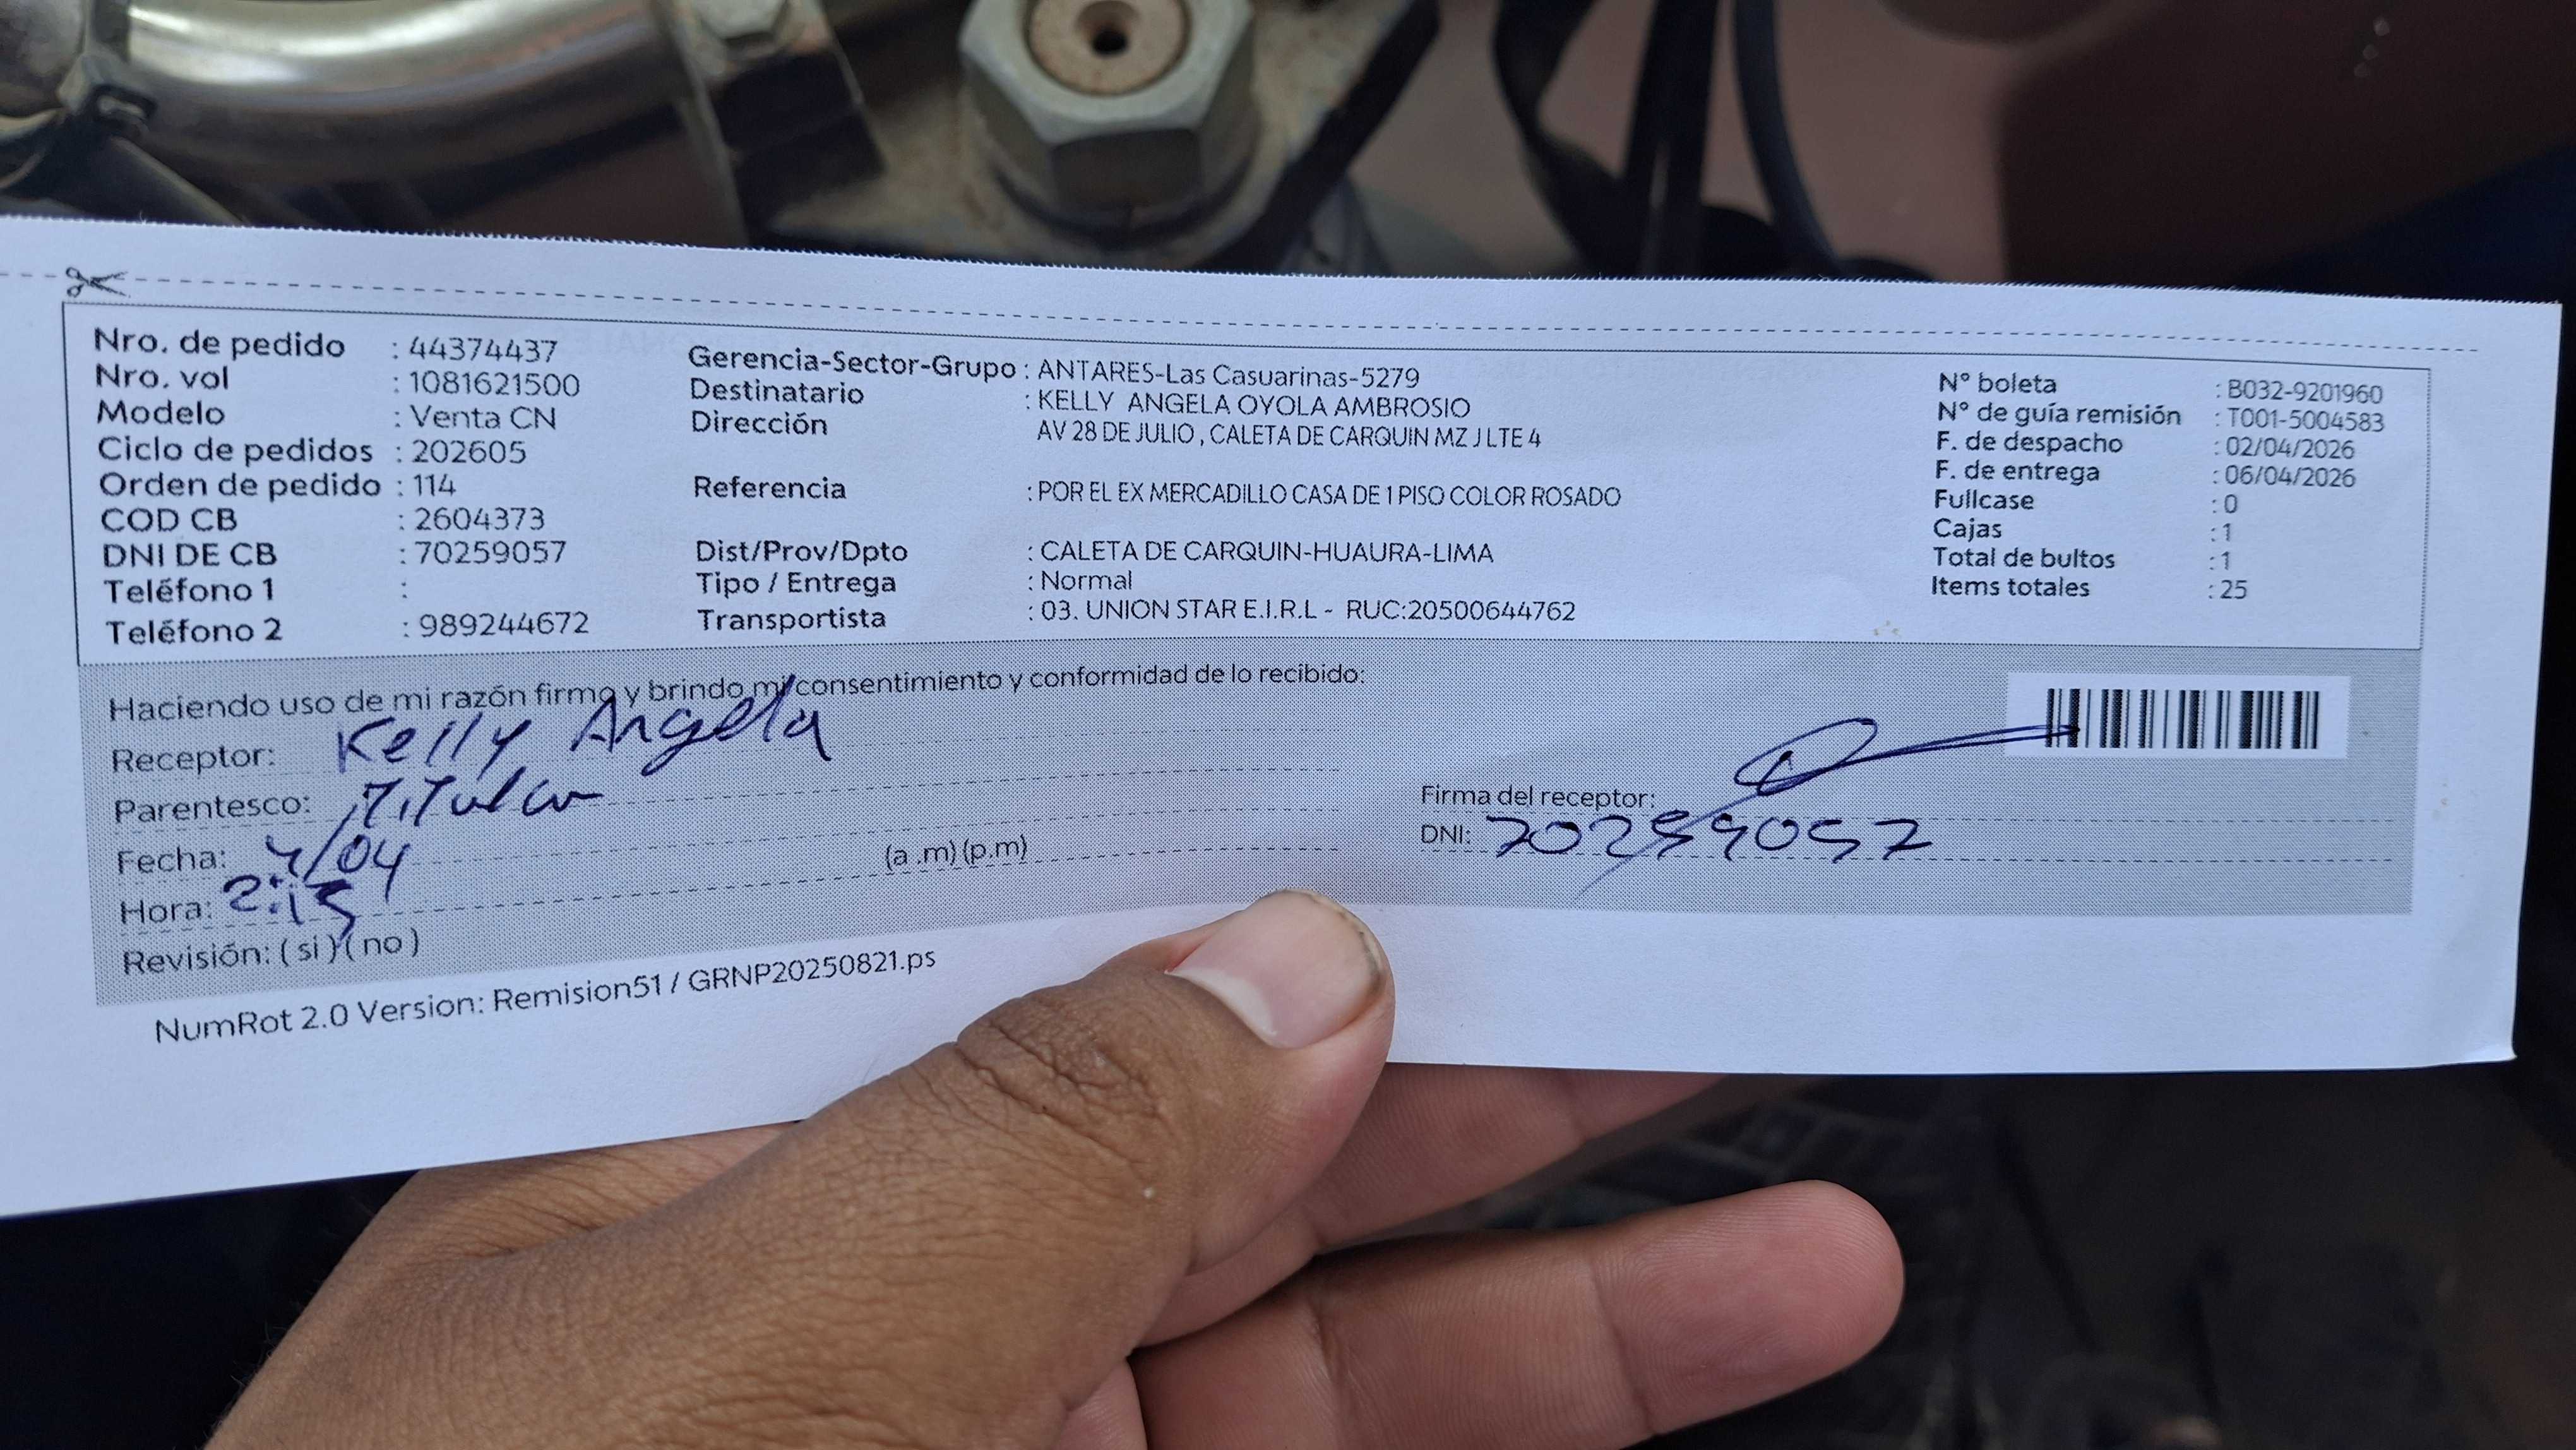 Nro. de pedido : 44374437
Nro. vol : 1081621500
Modelo : Venta CN
Ciclo de pedidos : 202605
Orden de pedido : 114
COD CB : 2604373
DNI DE CB : 70259057
Teléfono 1 :
Teléfono 2 : 989244672
Gerencia-Sector-Grupo : ANTARES-Las Casuarinas-5279
Destinatario : KELLY ANGELA OYOLA AMBROSIO
Dirección AV 28 DE JULIO , CALETA DE CARQUIN MZ J LTE 4
Referencia : POR EL EX MERCADILLO CASA DE 1 PISO COLOR ROSADO
Dist/Prov/Dpto : CALETA DE CARQUIN-HUAURA-LIMA
Tipo / Entrega : Normal
Transportista : 03. UNION STAR E.I.R.L - RUC:20500644762
N° boleta : B032-9201960
N° de guía remisión : T001-5004583
F. de despacho : 02/04/2026
F. de entrega : 06/04/2026
Fullcase : 0
Cajas : 1
Total de bultos : 1
Items totales : 25
Haciendo uso de mi razón firmo y brindo mi consentimiento y conformidad de lo recibido:
Receptor: Kelly Angela
Parentesco: Titular
Fecha: 4/04
Hora: 2:15 (a .m) (p.m)
Revisión: ( si ) ( no )
Firma del receptor:
DNI: 70259057
NumRot 2.0 Version: Remision51 / GRNP20250821.ps